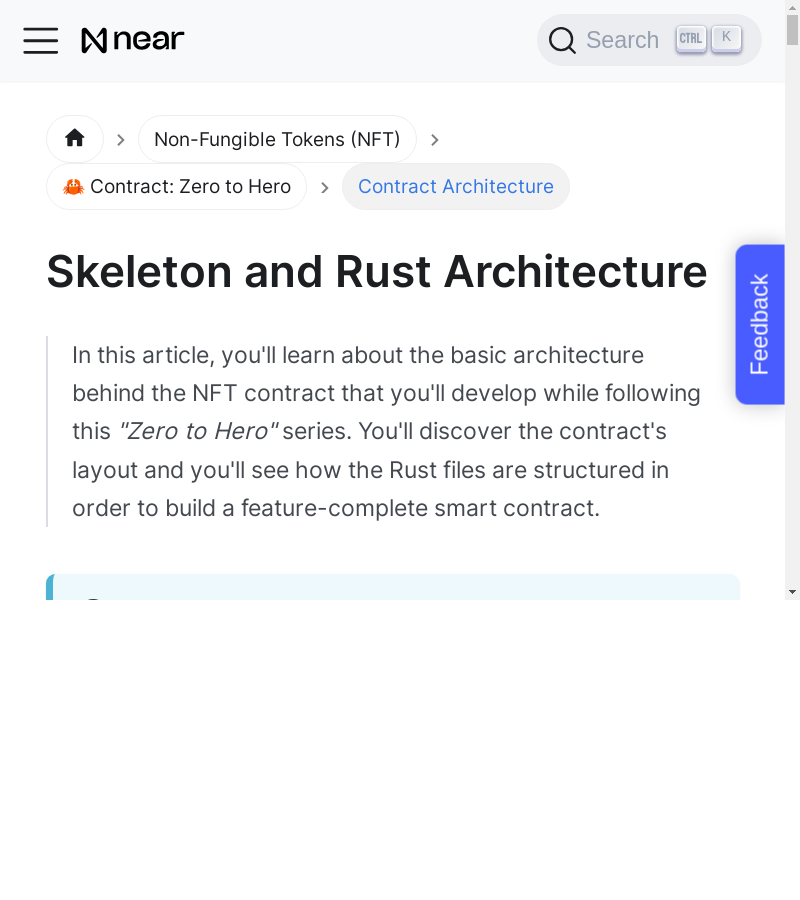 near
Search CTRL K
Non-Fungible Tokens (NFT)
Contract: Zero to Hero
Contract Architecture
Skeleton and Rust Architecture
Feedback
In this article, you'll learn about the basic architecture
behind the NFT contract that you'll develop while following
this "Zero to Hero" series. You'll discover the contract's
layout and you'll see how the Rust files are structured in
order to build a feature-complete smart contract.